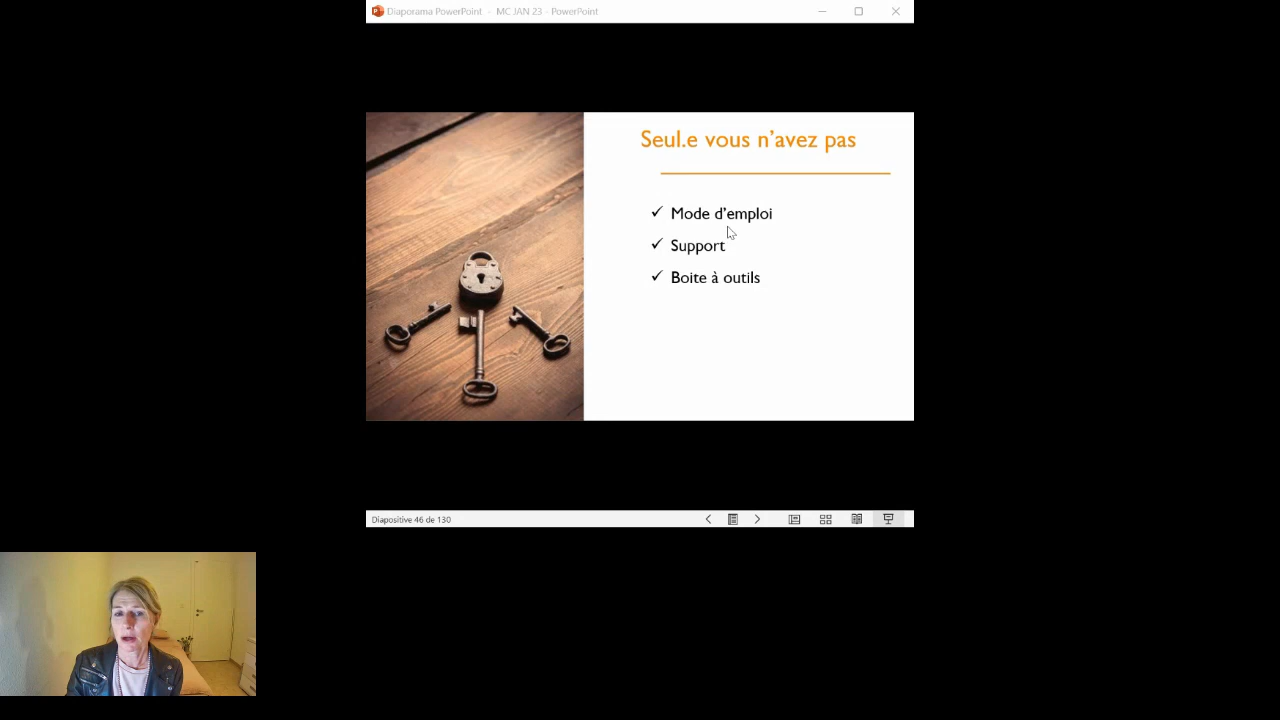 Diaporama PowerPoint - MC JAN 23 - PowerPoint
Seul.e vous n’avez pas
✓ Mode d’emploi
✓ Support
✓ Boite à outils
Diapositive 46 de 130